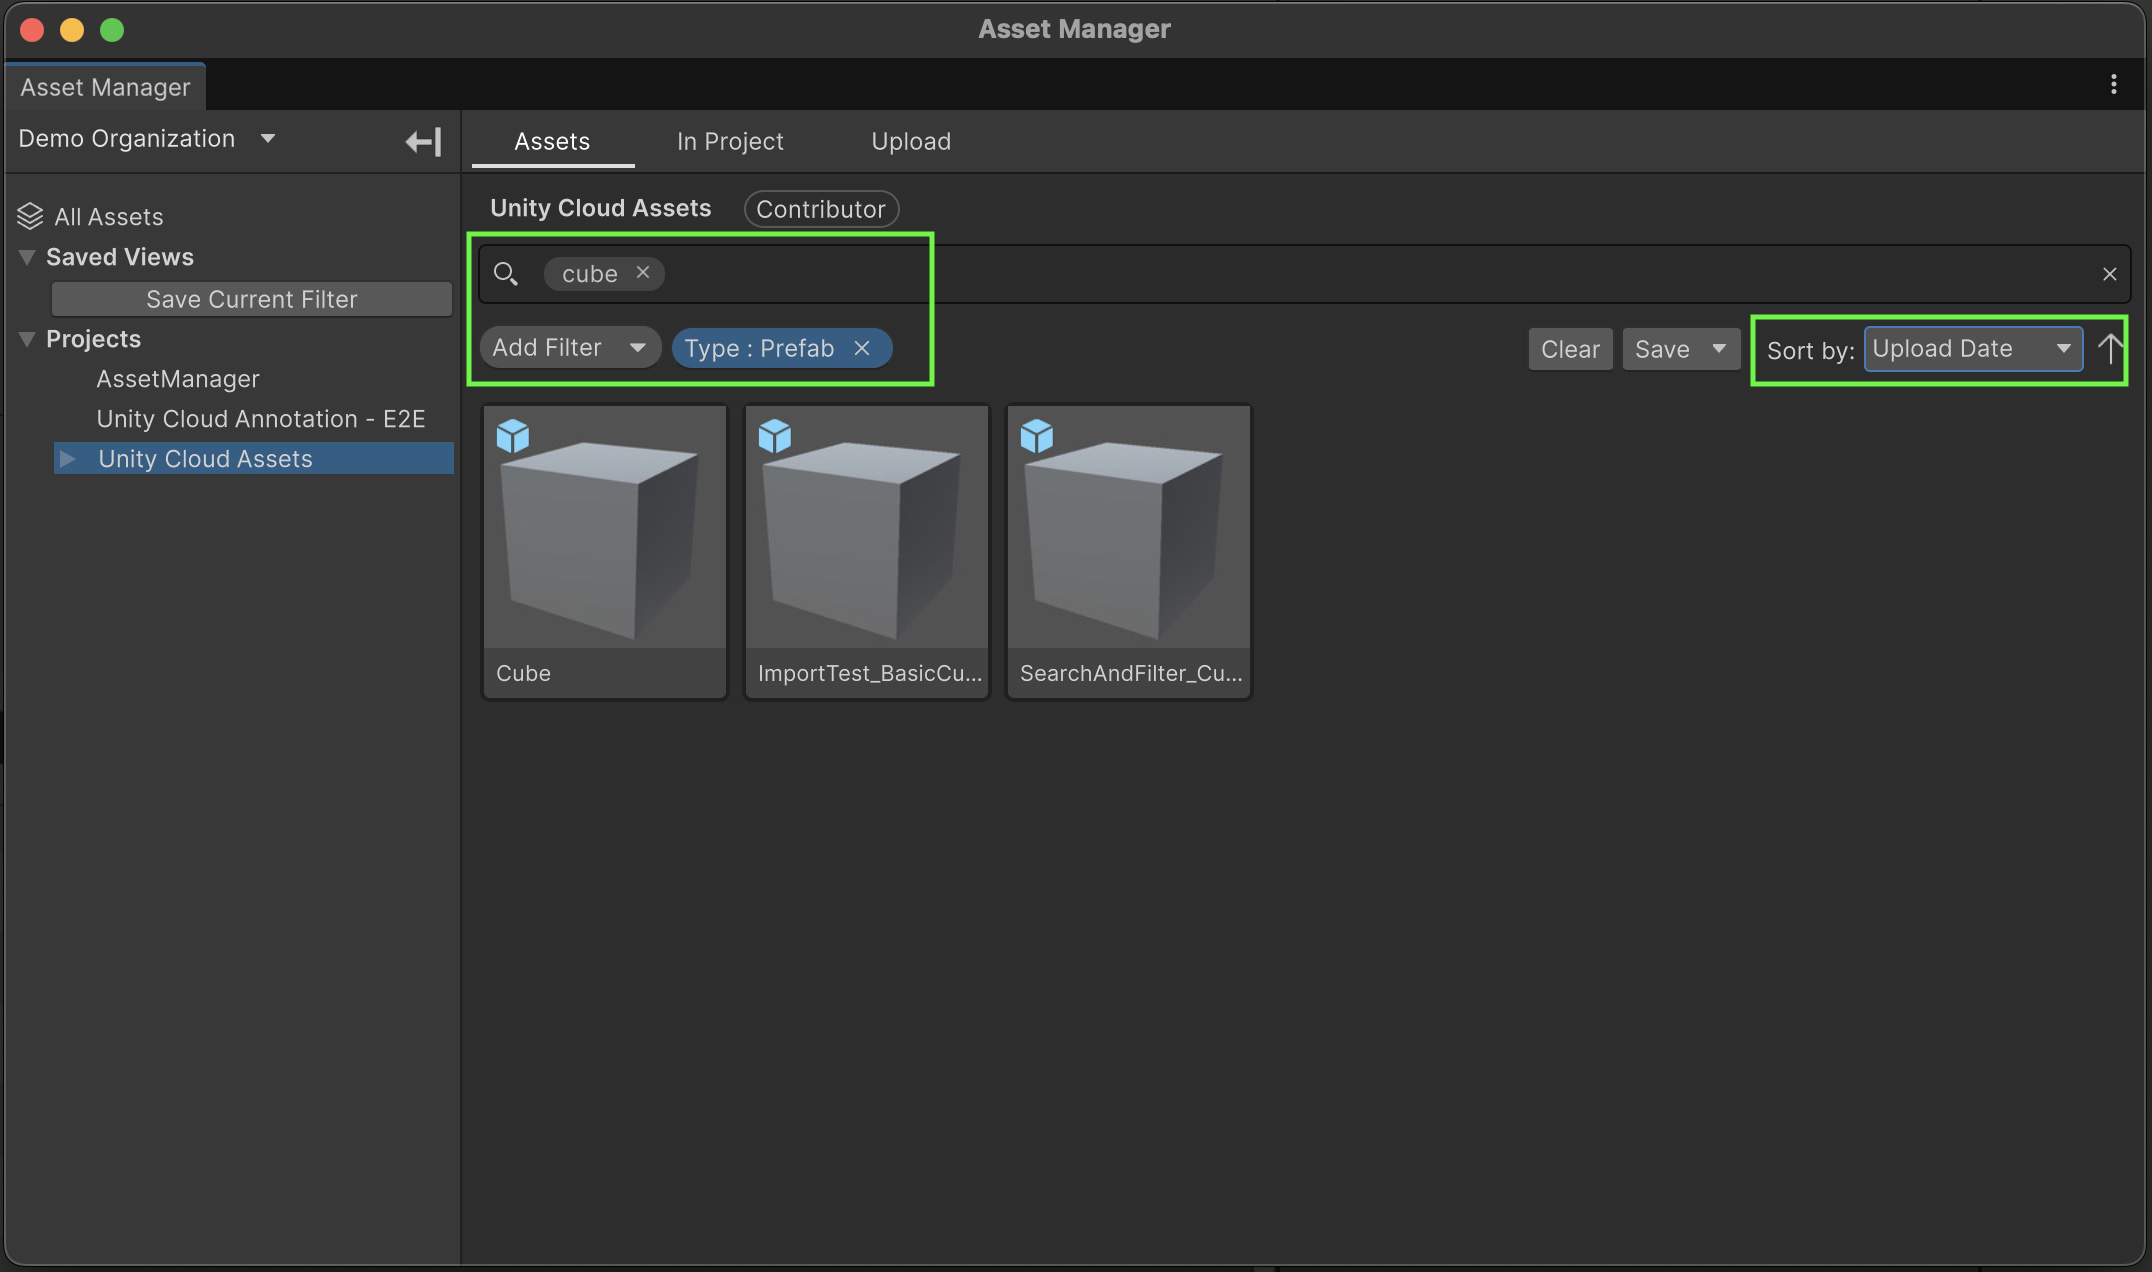 Asset Manager
Asset Manager
Demo Organization
Assets In Project Upload
All Assets
Saved Views
Save Current Filter
Projects
AssetManager
Unity Cloud Annotation - E2E
Unity Cloud Assets
Unity Cloud Assets Contributor
cube
Add Filter Type : Prefab Clear Save Sort by: Upload Date
Cube ImportTest_BasicCu... SearchAndFilter_Cu...